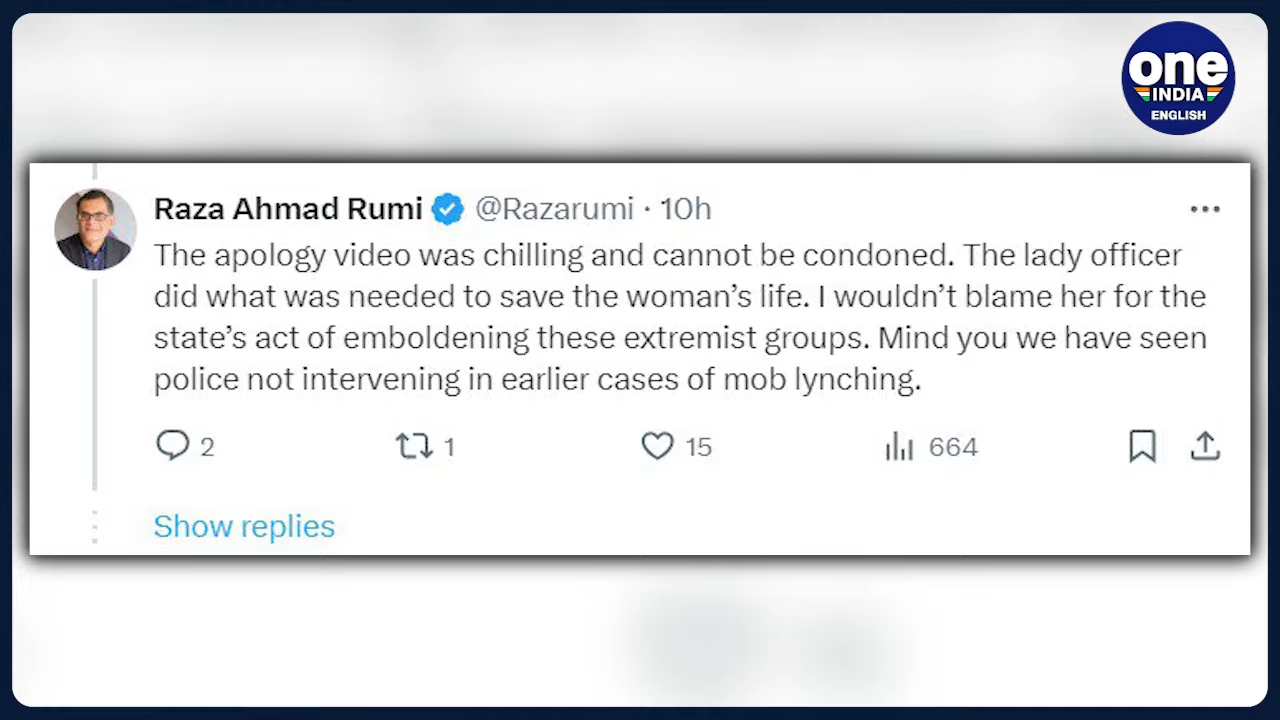 one
INDIA
ENGLISH
Raza Ahmad Rumi @Razarumi · 10h
The apology video was chilling and cannot be condoned. The lady officer
did what was needed to save the woman’s life. I wouldn’t blame her for the
state’s act of emboldening these extremist groups. Mind you we have seen
police not intervening in earlier cases of mob lynching.
2 1 15 664
Show replies